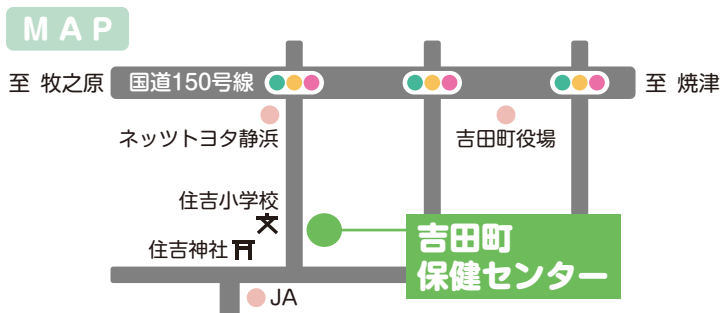 MAP
至 牧之原
国道150号線
至 焼津
ネッツトヨタ静浜
吉田町役場
住吉小学校
文
住吉神社
吉田町
保健センター
JA